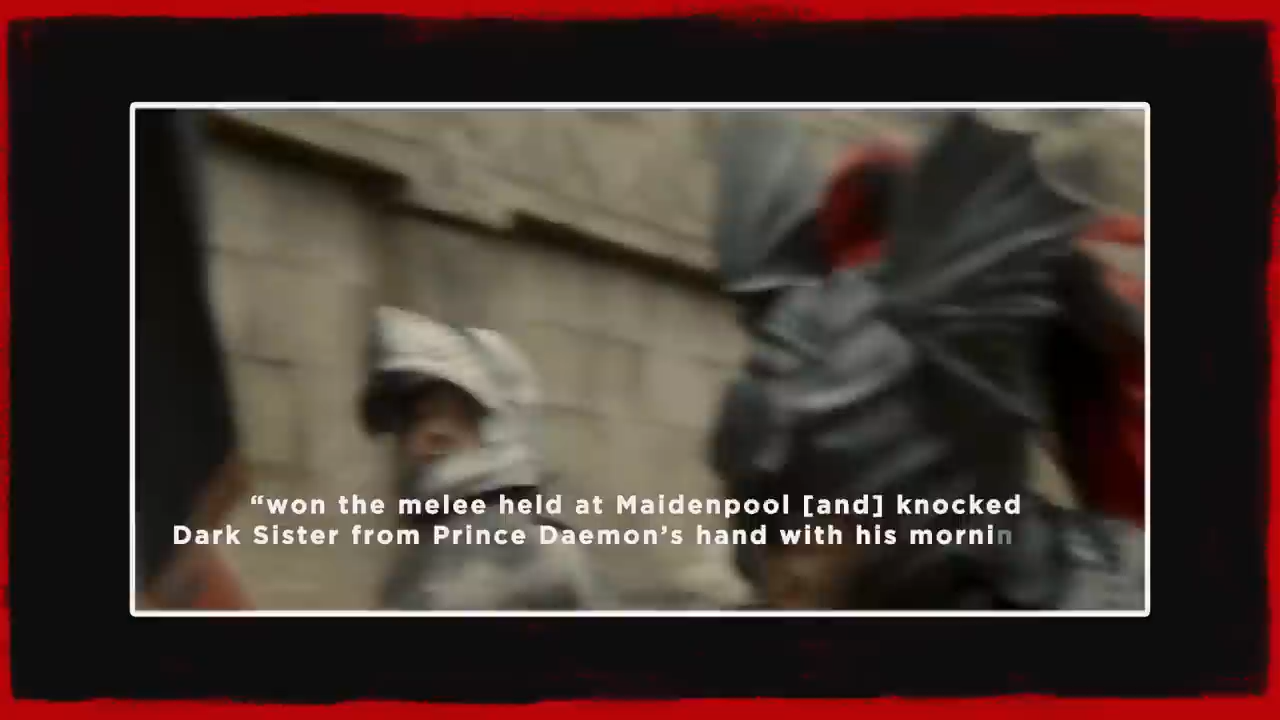 “won the melee held at Maidenpool [and] knocked
Dark Sister from Prince Daemon’s hand with his mornin